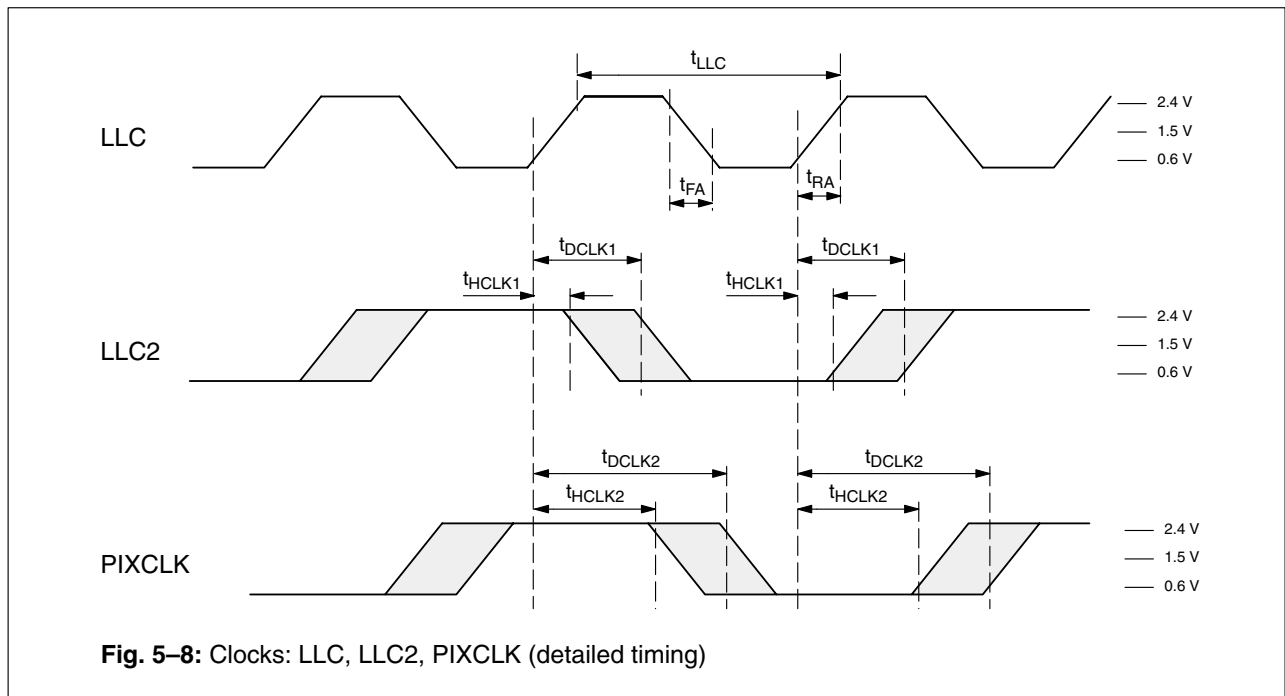 tLLC
LLC
2.4 V
1.5 V
0.6 V
tFA
tRA
tDCLK1
tDCLK1
tHCLK1
tHCLK1
LLC2
2.4 V
1.5 V
0.6 V
tDCLK2
tDCLK2
tHCLK2
tHCLK2
PIXCLK
2.4 V
1.5 V
0.6 V
Fig. 5–8: Clocks: LLC, LLC2, PIXCLK (detailed timing)